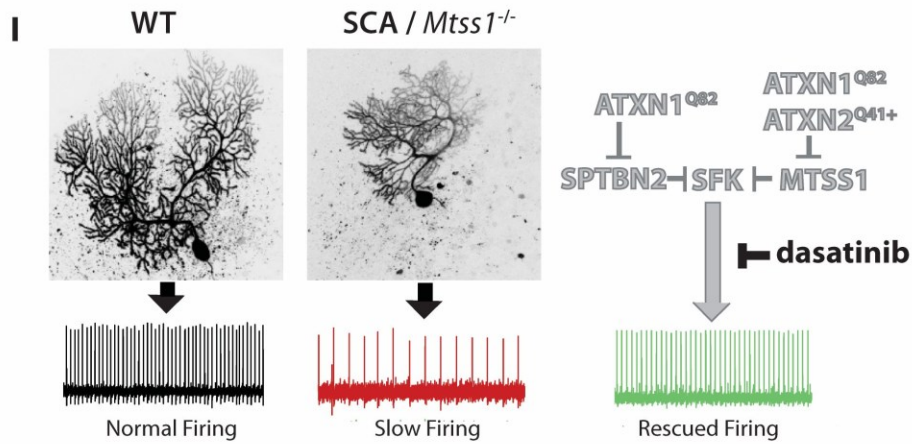 I
WT
SCA / Mtss1-/-
ATXN1Q82
ATXN1Q82
ATXN2Q41+
SPTBN2 SFK MTSS1
dasatinib
Normal Firing
Slow Firing
Rescued Firing